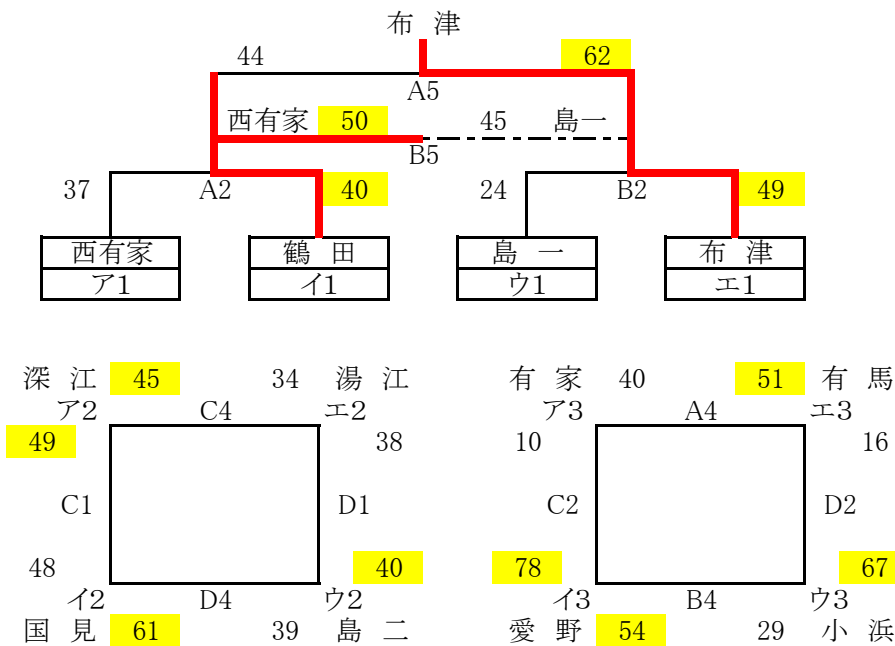 布 津
44 62
A5
西有家 50 45 島一
B5
37 A2 40 24 B2 49
西有家 鶴 田 島 一 布 津
ア1 イ1 ウ1 エ1
深 江 45 34 湯 江 有 家 40 51 有 馬
ア2 C4 エ2 ア3 A4 エ3
49 38 10 16
C1 D1 C2 D2
48 40 78 67
イ2 D4 ウ2 イ3 B4 ウ3
国 見 61 39 島 二 愛 野 54 29 小 浜